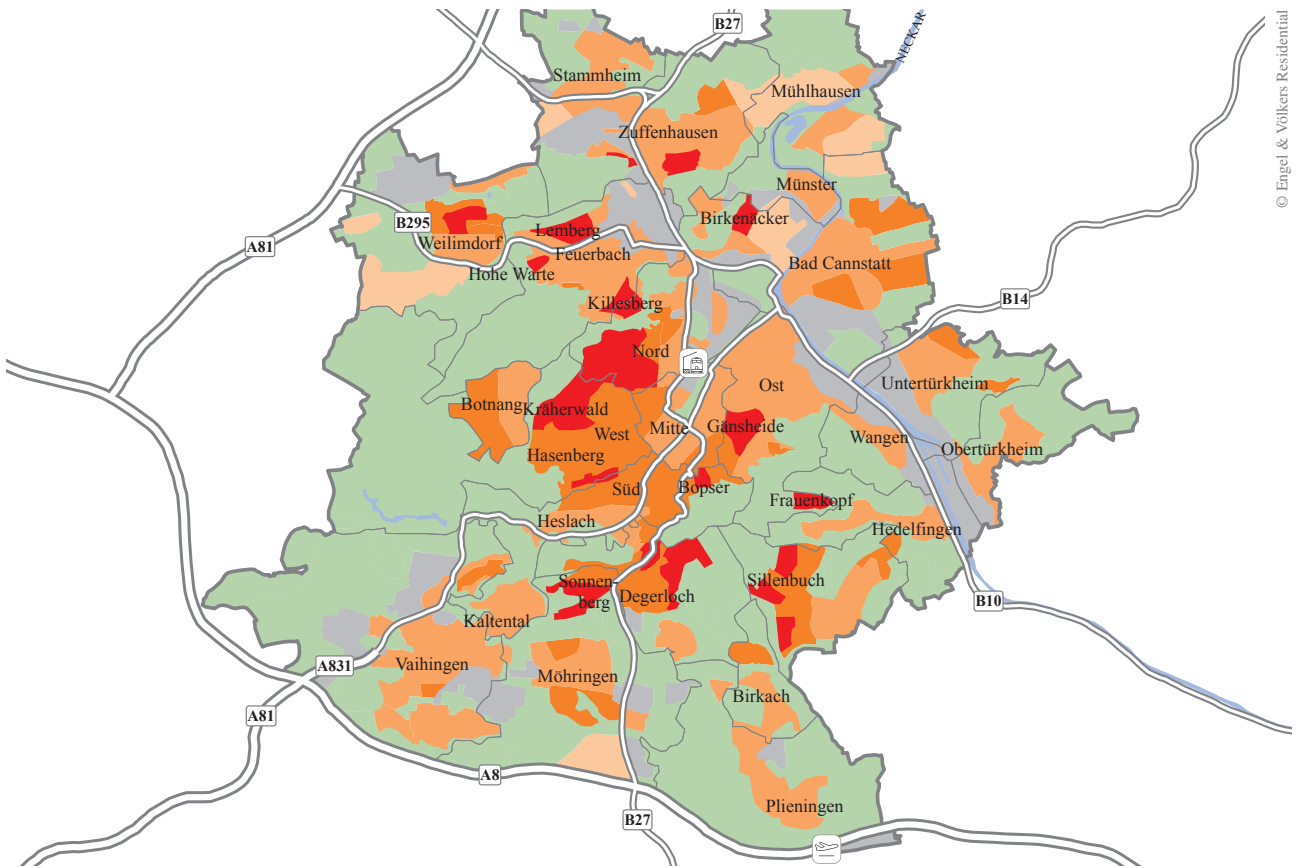 B27
NECKAR
© Engel & Völkers Residential
Stammheim
Mühlhausen
Zuffenhausen
Münster
Birkenäcker
B295
Lemberg
A81
Weilimdorf
Feuerbach
Bad Cannstatt
Hohe Warte
Killesberg
B14
Nord
Ost
Untertürkheim
Botnang
Kräherwald
Gänsheide
West
Mitte
Wangen
Obertürkheim
Hasenberg
Süd
Bopser
Frauenkopf
Heslach
Hedelfingen
Sonnen-
berg
Sillenbuch
Degerloch
B10
Kaltental
A831
Vaihingen
Möhringen
Birkach
A81
A8
Plieningen
B27